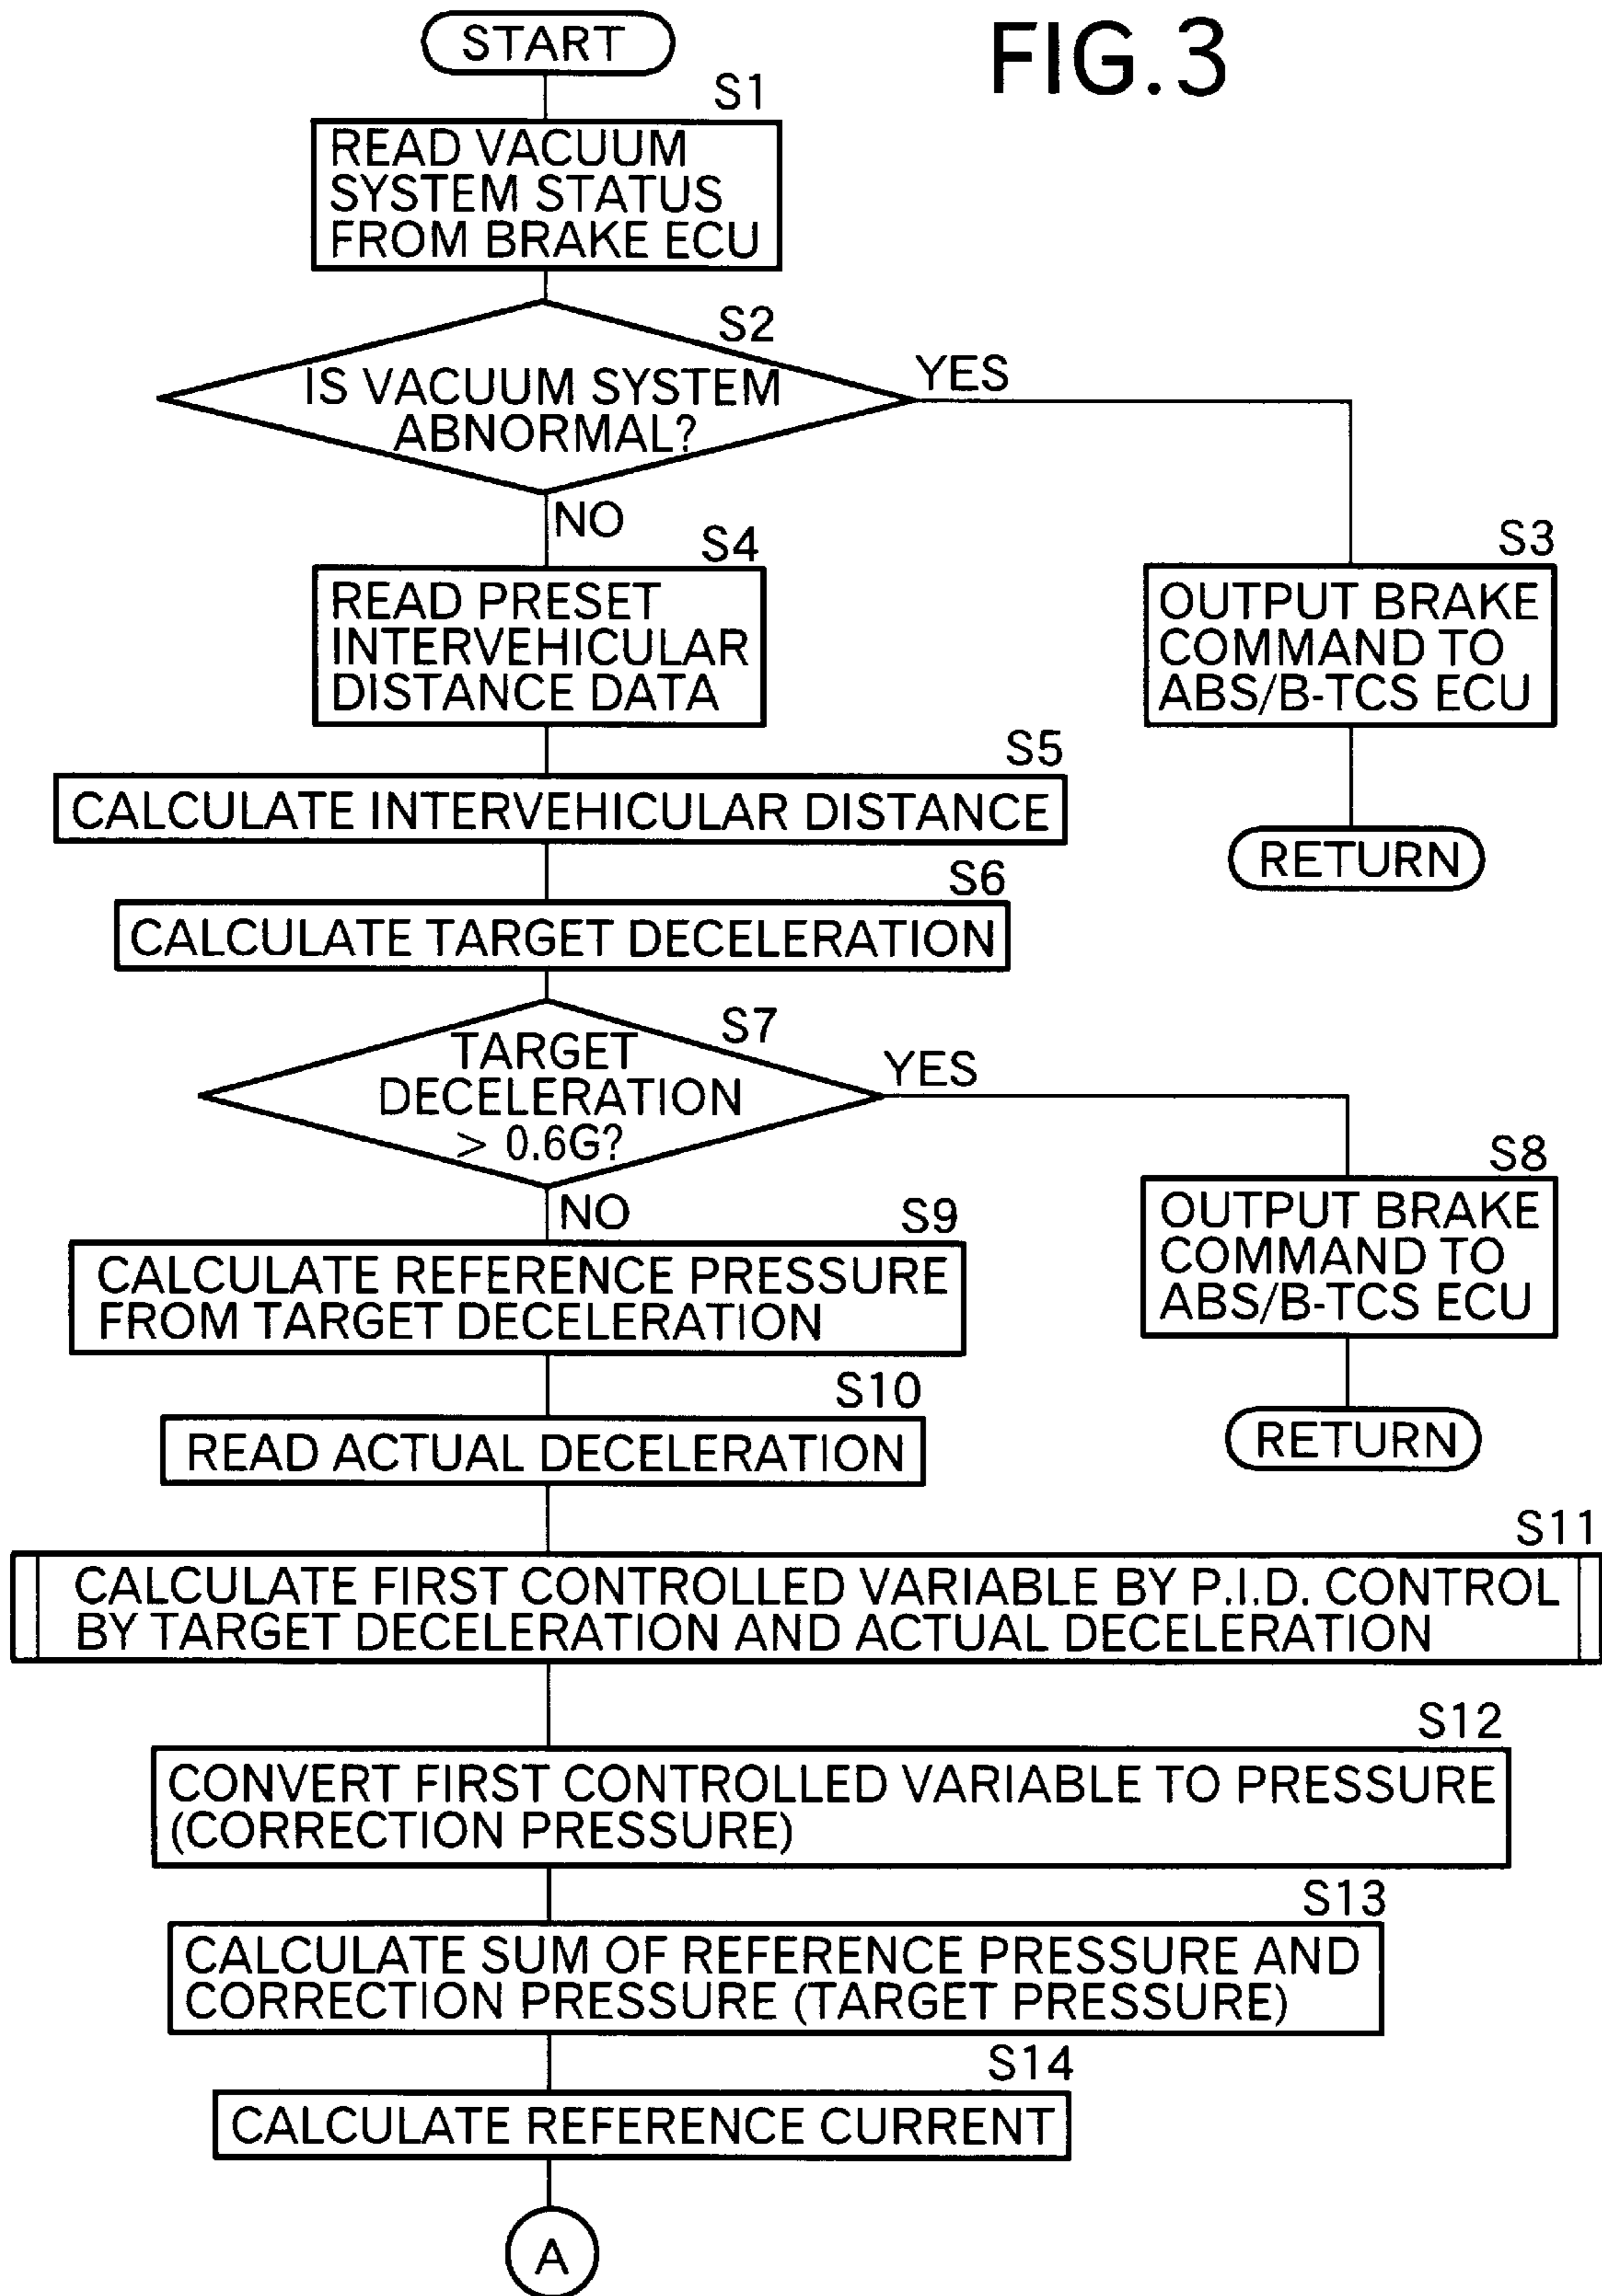 FIG.3
START
S1
READ VACUUM
SYSTEM STATUS
FROM BRAKE ECU
S2
IS VACUUM SYSTEM
ABNORMAL?
YES
NO
S3
OUTPUT BRAKE
COMMAND TO
ABS/B-TCS ECU
RETURN
S4
READ PRESET
INTERVEHICULAR
DISTANCE DATA
S5
CALCULATE INTERVEHICULAR DISTANCE
S6
CALCULATE TARGET DECELERATION
S7
TARGET
DECELERATION
> 0.6G?
YES
NO
S8
OUTPUT BRAKE
COMMAND TO
ABS/B-TCS ECU
RETURN
S9
CALCULATE REFERENCE PRESSURE
FROM TARGET DECELERATION
S10
READ ACTUAL DECELERATION
S11
CALCULATE FIRST CONTROLLED VARIABLE BY P.I.D. CONTROL
BY TARGET DECELERATION AND ACTUAL DECELERATION
S12
CONVERT FIRST CONTROLLED VARIABLE TO PRESSURE
(CORRECTION PRESSURE)
S13
CALCULATE SUM OF REFERENCE PRESSURE AND
CORRECTION PRESSURE (TARGET PRESSURE)
S14
CALCULATE REFERENCE CURRENT
A